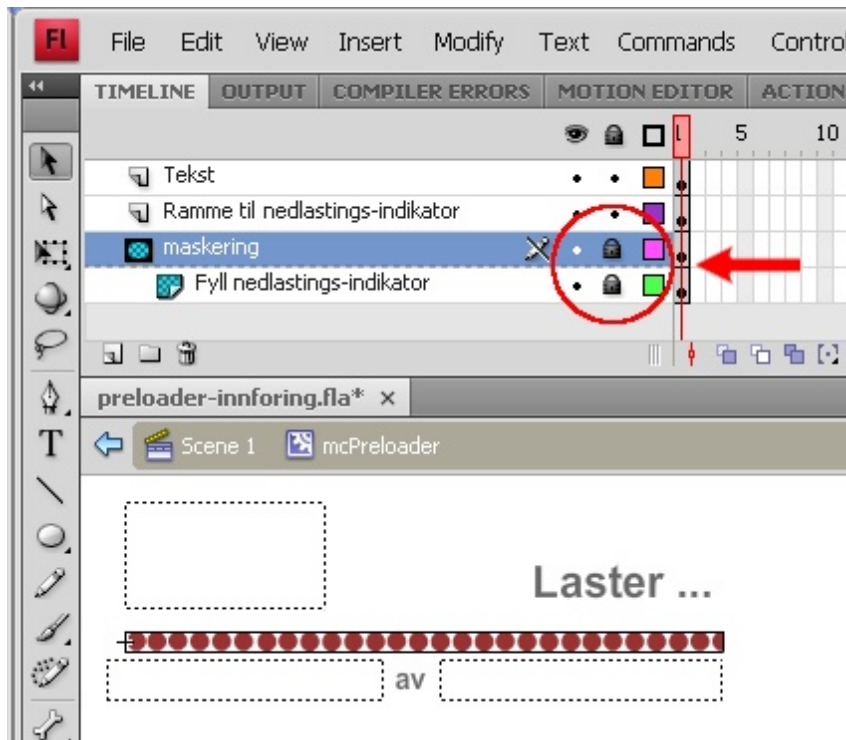 Fl File Edit View Insert Modify Text Commands Control
TIMELINE OUTPUT COMPILER ERRORS MOTION EDITOR ACTION
1 5 10
Tekst
Ramme til nedlastings-indikator
maskering
Fyll nedlastings-indikator
preloader-innforing.fla* ×
T
Scene 1 mcPreloader
Laster ...
av